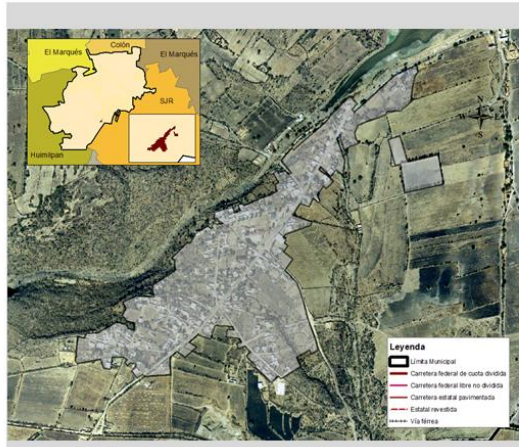 El Marqués
Colón
El Marqués
SJR
Huimilpan
N
W
S
Leyenda
Límite Municipal
Carretera federal de cuota dividida
Carretera federal libre no dividida
Carretera estatal pavimentada
Estatal revestida
Vía férrea